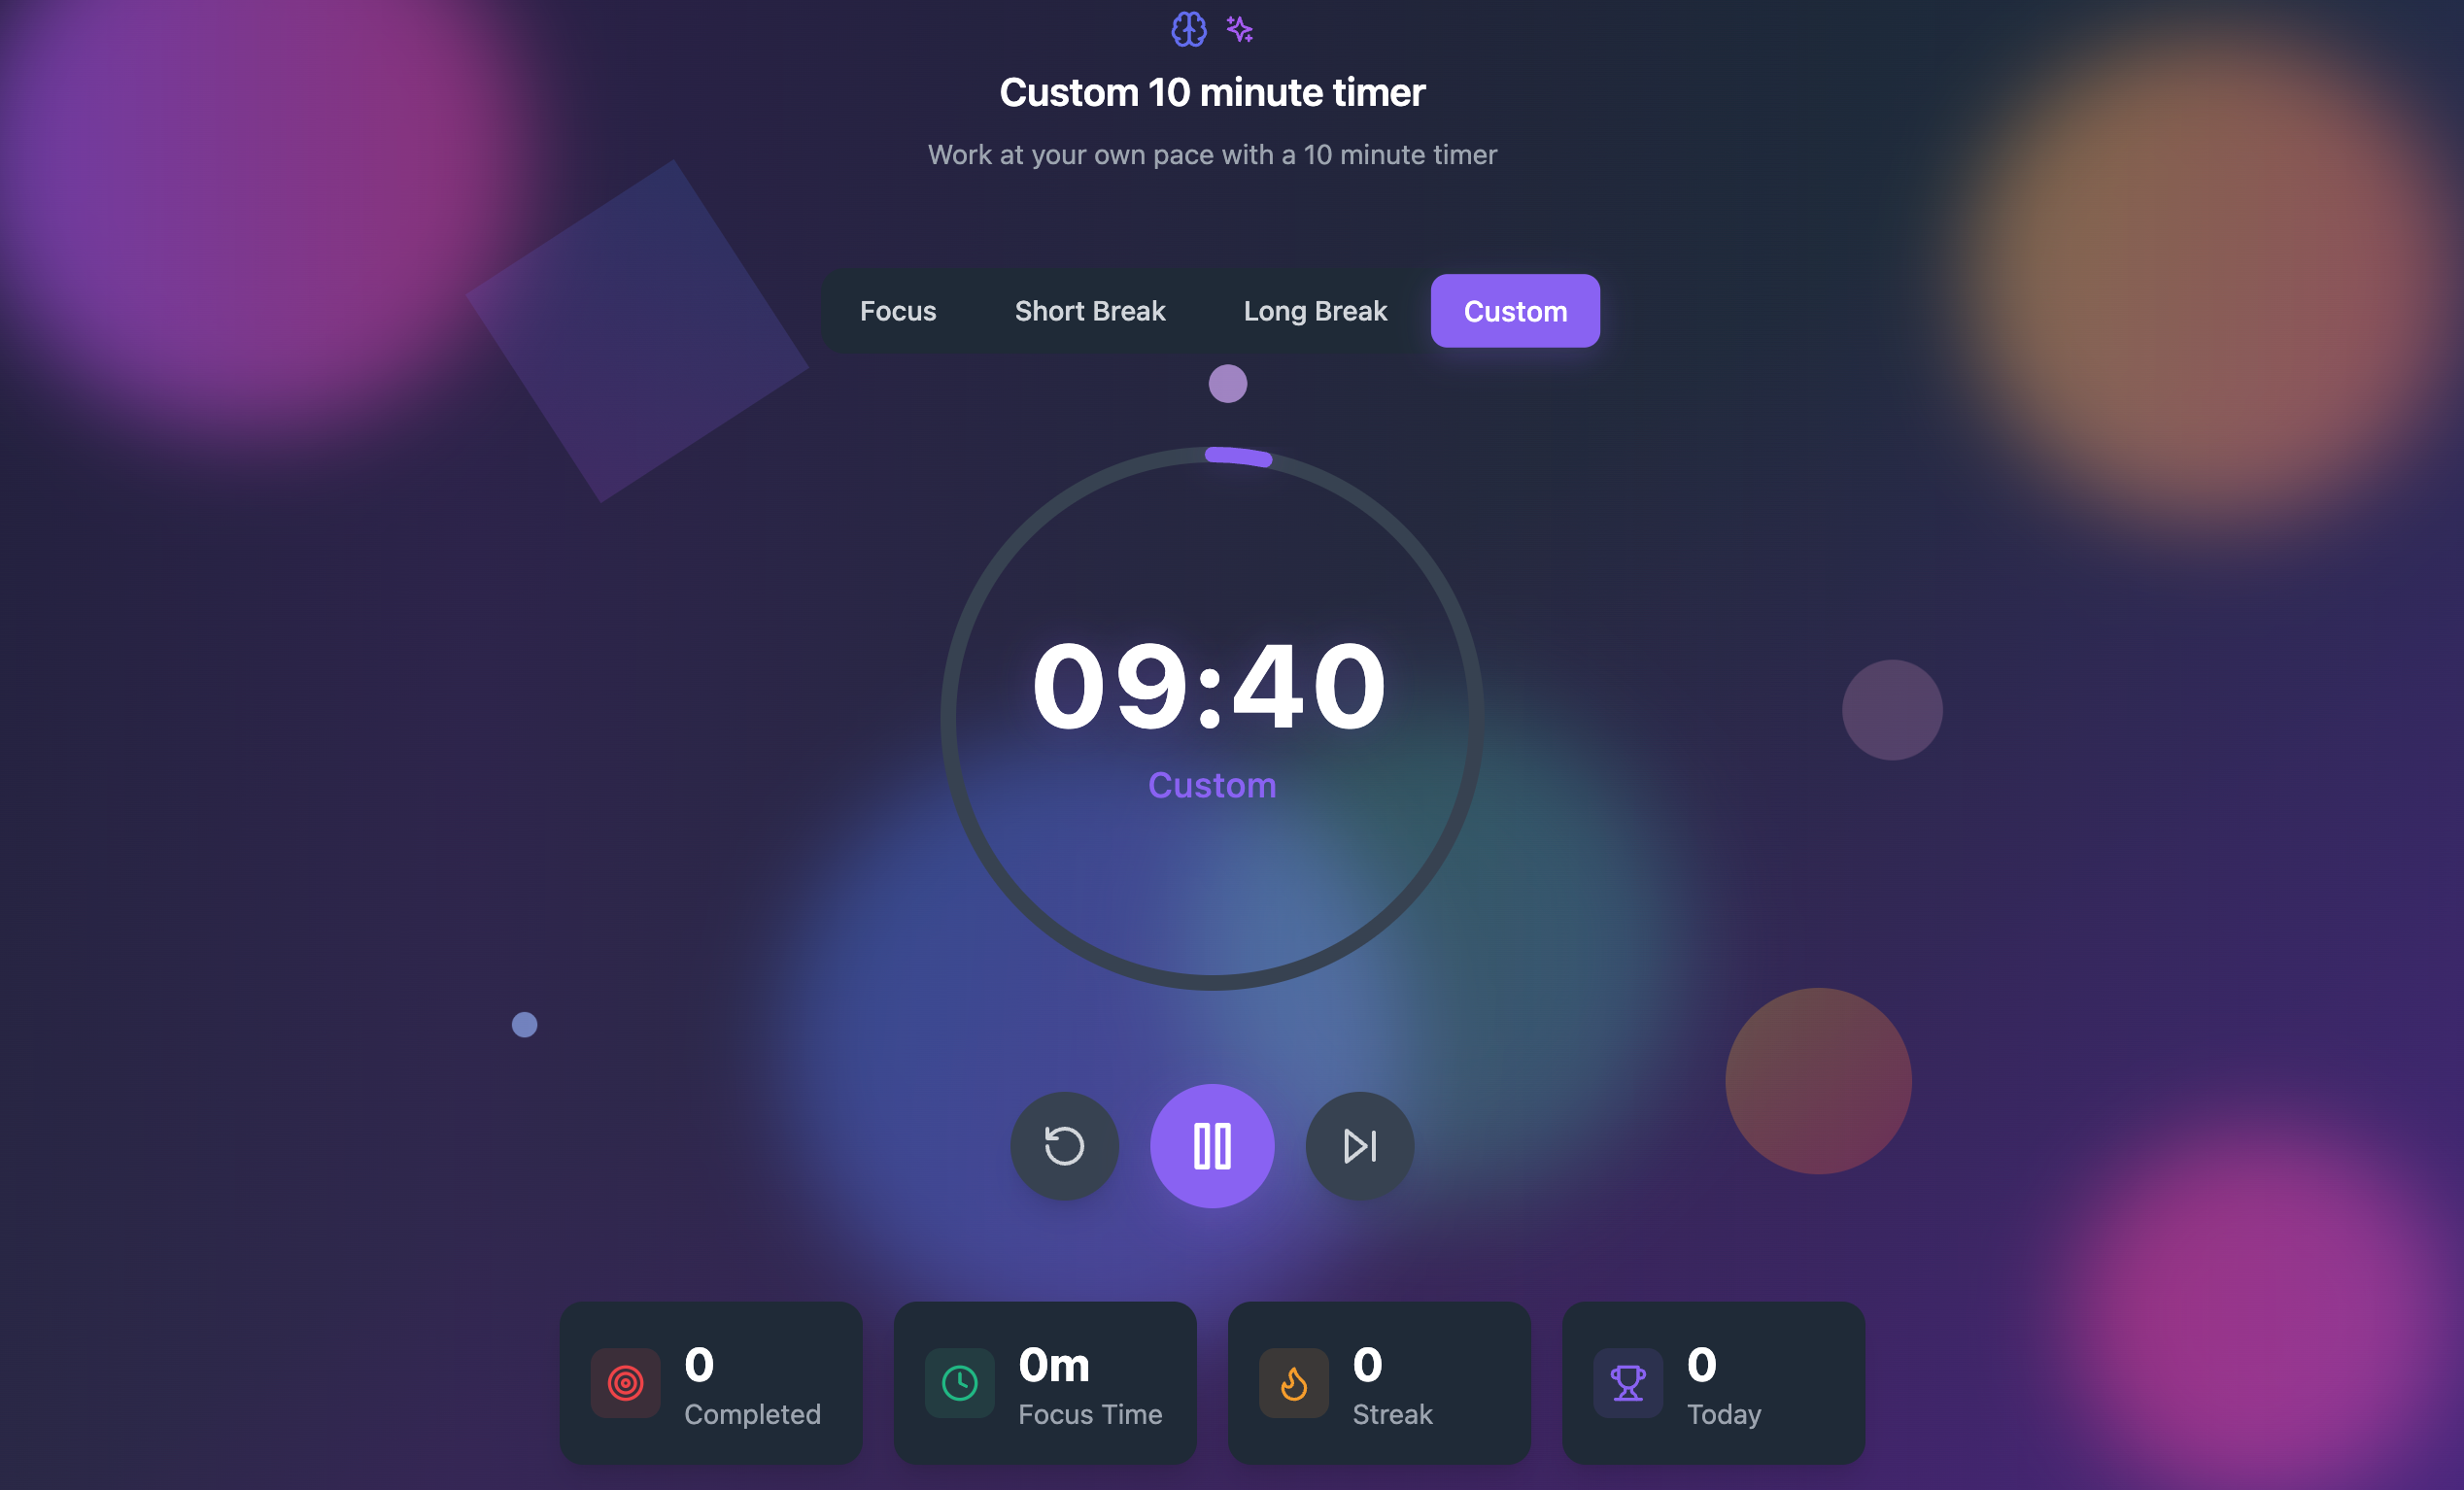 Custom 10 minute timer
Work at your own pace with a 10 minute timer
Focus Short Break Long Break Custom
09:40
Custom
0 0m 0 0
Completed Focus Time Streak Today